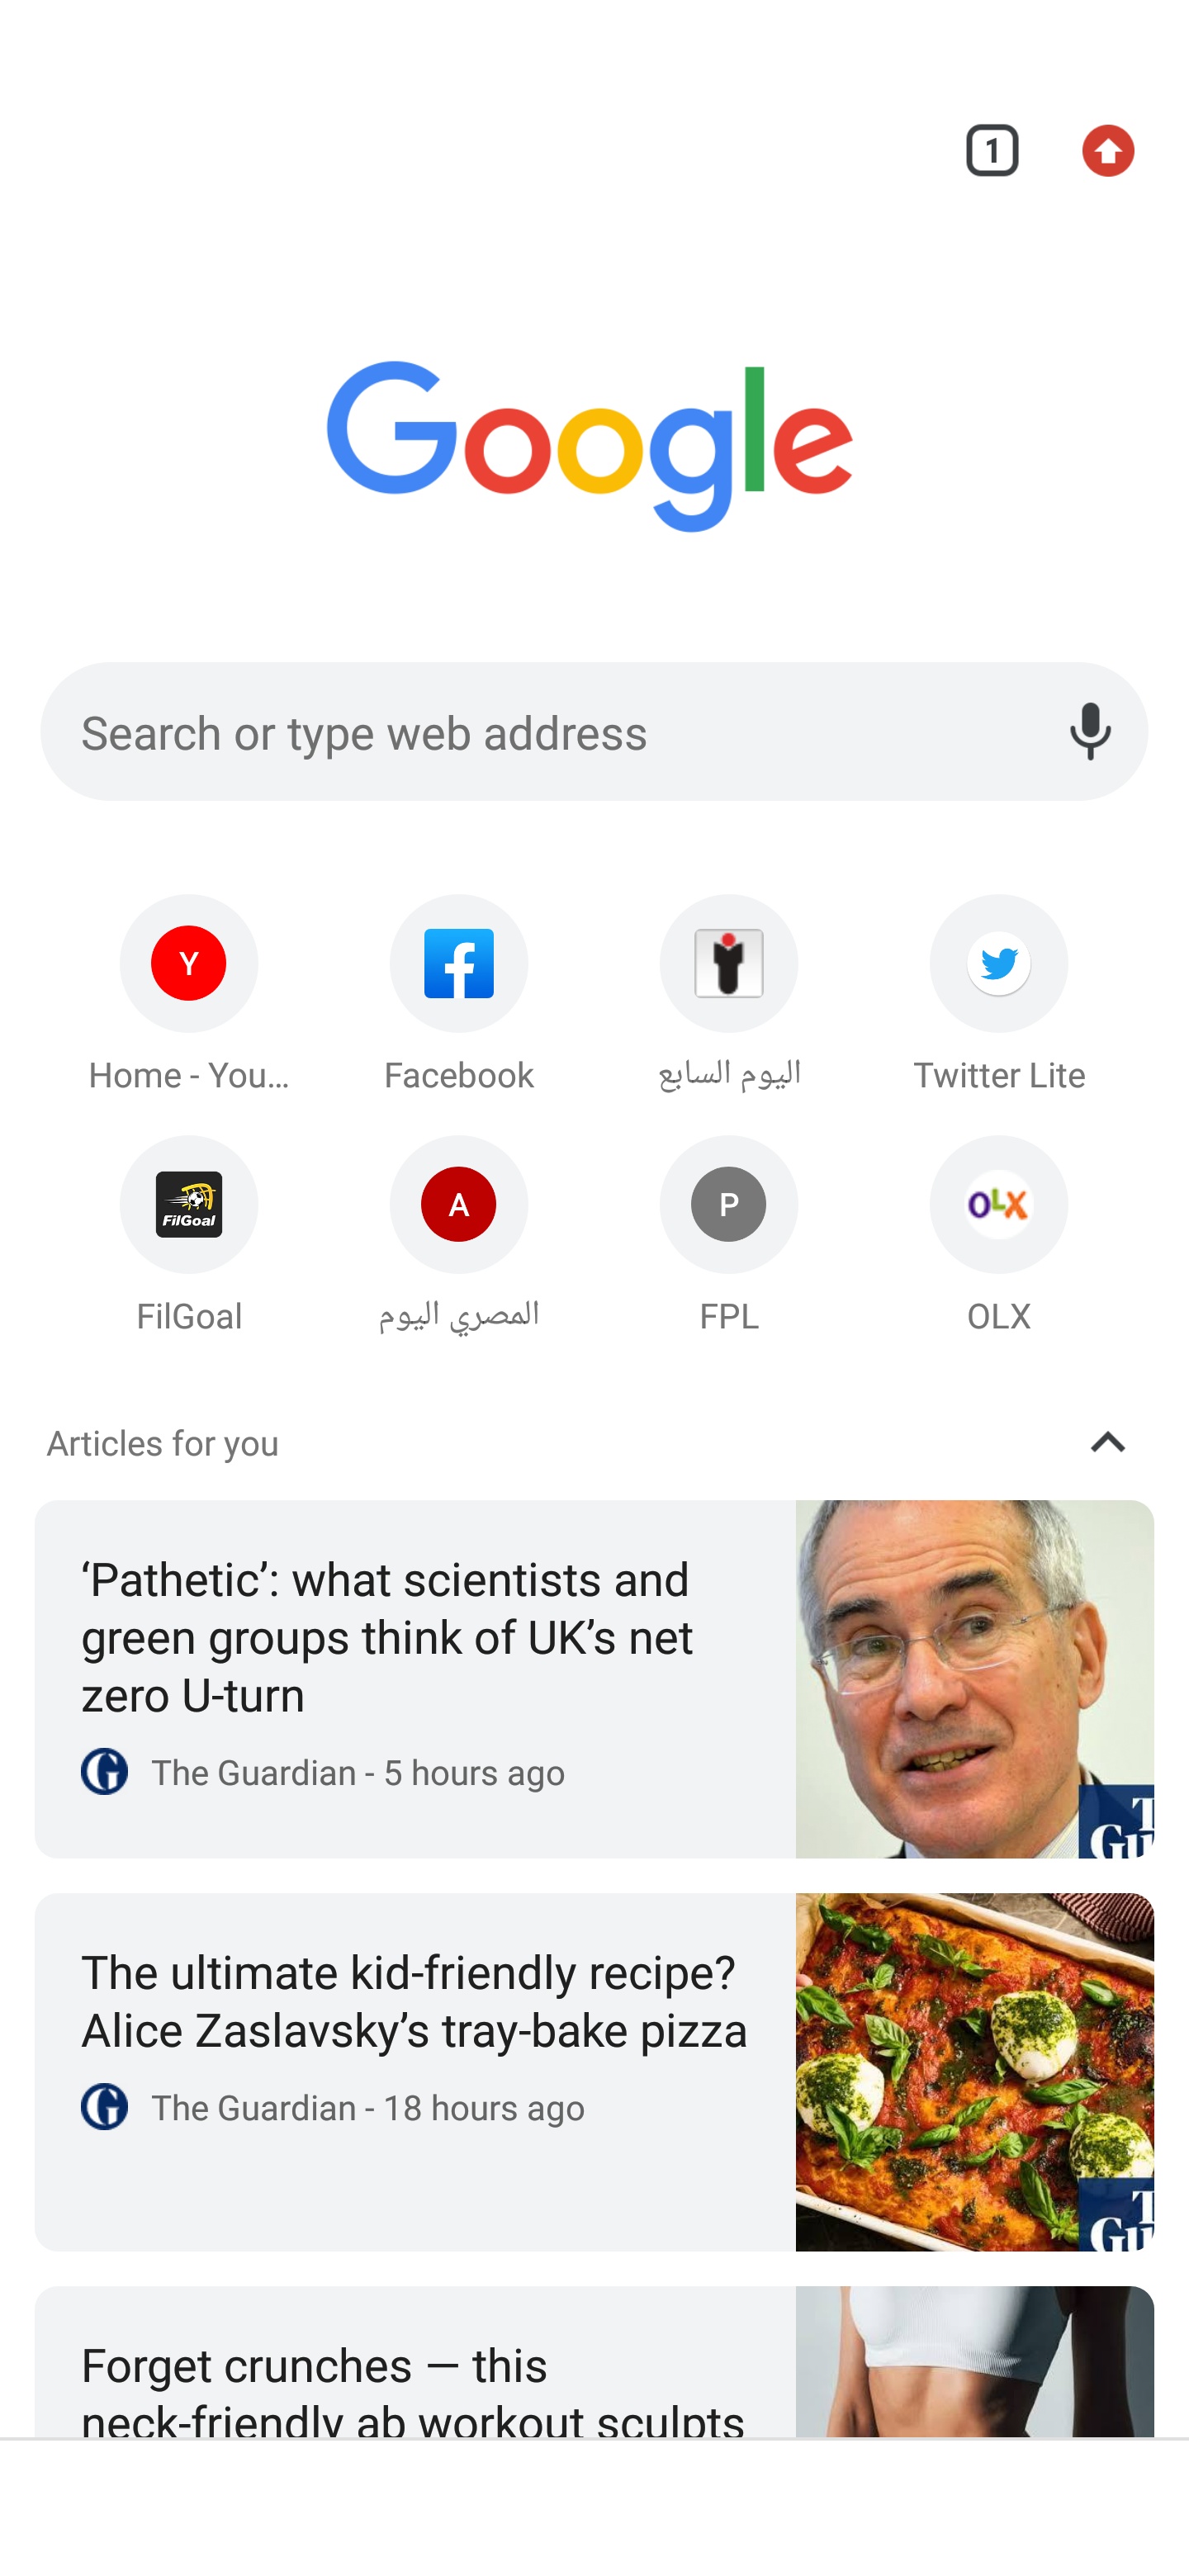 1
Google
Search or type web address
Y
Home - You...
Facebook
اليوم السابع
Twitter Lite
FilGoal
A
P
OLX
FilGoal
المصري اليوم
FPL
OLX
Articles for you
‘Pathetic’: what scientists and
green groups think of UK’s net
zero U-turn
The Guardian - 5 hours ago
The ultimate kid-friendly recipe?
Alice Zaslavsky’s tray-bake pizza
The Guardian - 18 hours ago
Forget crunches — this
neck-friendly ab workout sculpts